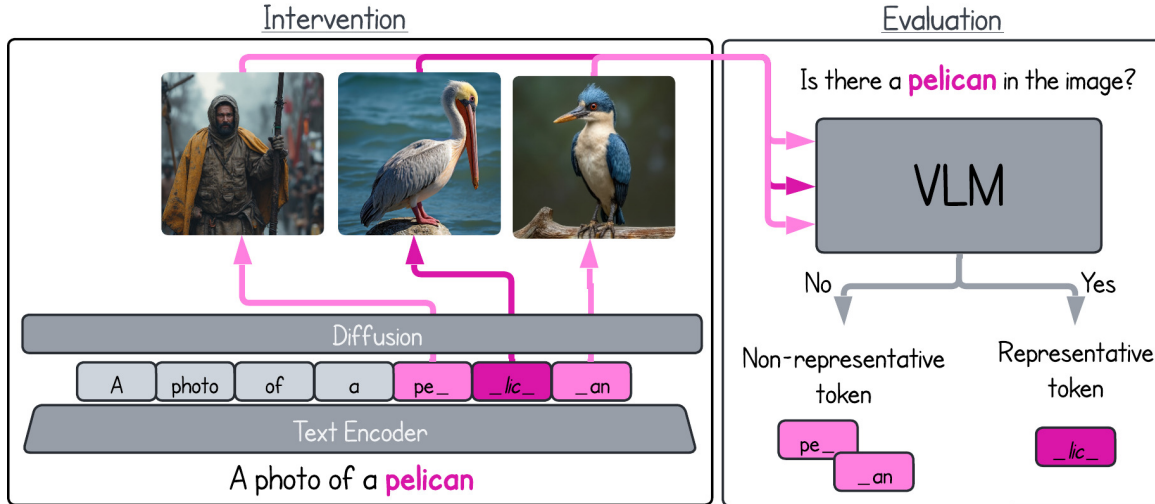 Intervention
Evaluation
Is there a pelican in the image?
VLM
No
Yes
Diffusion
A photo of a pe_ _lic_ _an
Text Encoder
A photo of a pelican
Non-representative
token
pe_
_an
Representative
token
_lic_